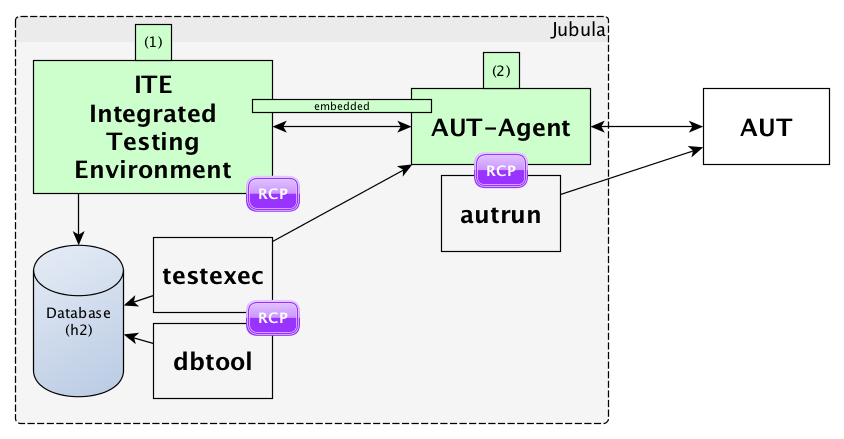 Jubula
(1)
ITE
Integrated
Testing
Environment
RCP
embedded
(2)
AUT-Agent
RCP
autrun
AUT
testexec
RCP
dbtool
Database
(h2)